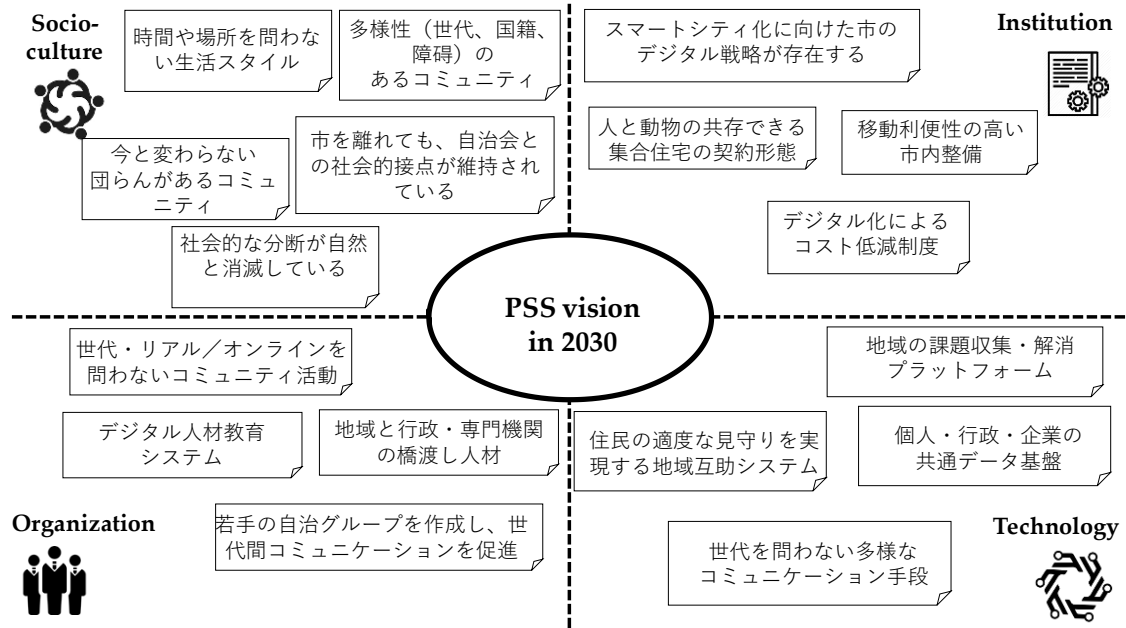 Socio-
culture
時間や場所を問わな
い生活スタイル
多様性（世代、国籍、
障碍）の
あるコミュニティ
今と変わらない
団らんがあるコミュ
ニティ
市を離れても、自治会と
の社会的接点が維持され
ている
社会的な分断が自然
と消滅している
スマートシティ化に向けた市の
デジタル戦略が存在する
Institution
人と動物の共存できる
集合住宅の契約形態
移動利便性の高い
市内整備
デジタル化による
コスト低減制度
PSS vision
in 2030
世代・リアル／オンラインを
問わないコミュニティ活動
デジタル人材教育
システム
地域と行政・専門機関
の橋渡し人材
Organization
若手の自治グループを作成し、世
代間コミュニケーションを促進
地域の課題収集・解消
プラットフォーム
住民の適度な見守りを実
現する地域互助システム
個人・行政・企業の
共通データ基盤
Technology
世代を問わない多様な
コミュニケーション手段